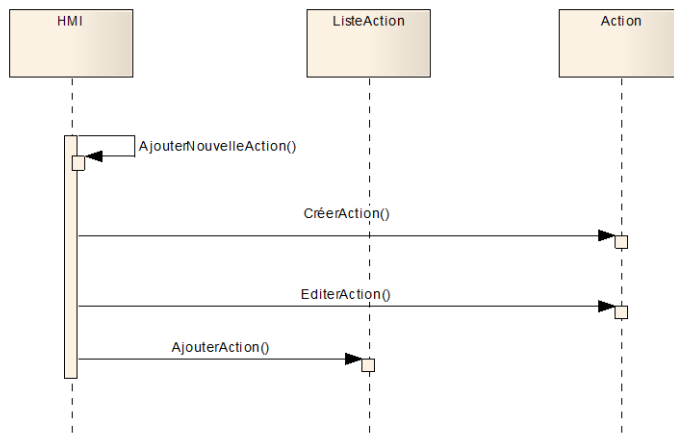 HMI
ListeAction
Action
AjouterNouvelleAction()
CréerAction()
EditerAction()
AjouterAction()